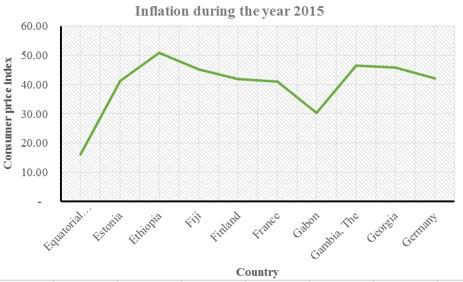 Inflation during the year 2015
Consumer price index
60.00
50.00
40.00
30.00
20.00
10.00
-
Equatorial...
Estonia
Ethiopia
Fiji
Finland
France
Gabon
Gambia, The
Georgia
Germany
Country